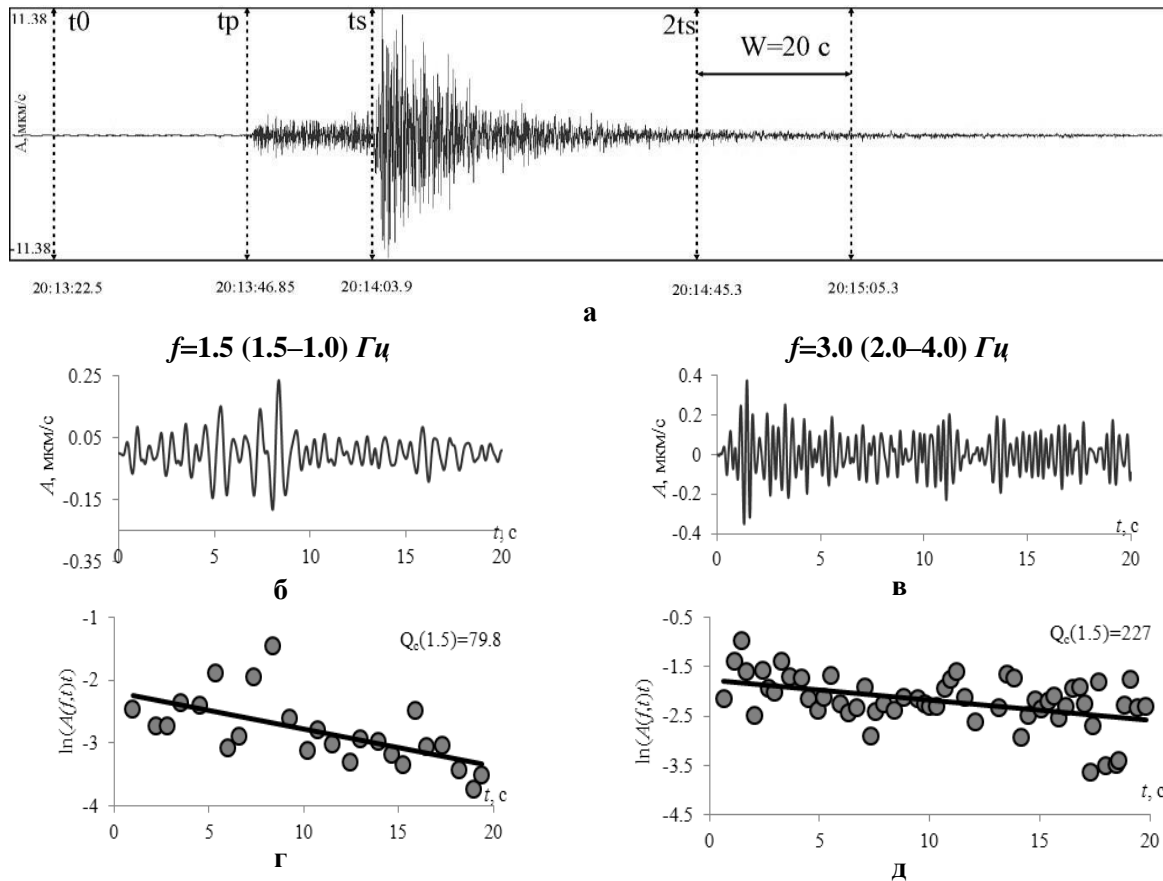 11.38
t0
tp
ts
2ts
W=20 с
А, мкм/с
-11.38
20:13:22.5
20:13:46.85
20:14:03.9
20:14:45.3
20:15:05.3
а
f=1.5 (1.5–1.0) Гц
f=3.0 (2.0–4.0) Гц
0.25
0.05
-0.15
-0.35
A, мкм/с
t, с
0
5
10
15
20
б
0.4
0.2
0
-0.2
-0.4
A, мкм/с
t, с
0
5
10
15
20
в
-1
-2
-3
-4
ln(A(f,t)t)
Qc(1.5)=79.8
t, с
0
5
10
15
20
г
-0.5
-1.5
-2.5
-3.5
-4.5
ln(A(f,t)t)
Qc(1.5)=227
t, с
0
5
10
15
20
д